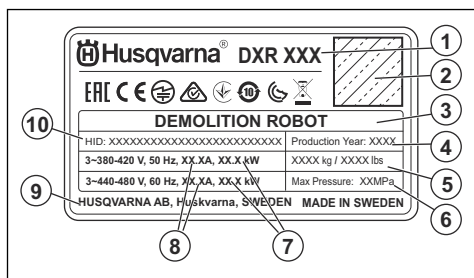 Husqvarna® DXR XXX
EAC CE 10
DEMOLITION ROBOT
HID: XXXXXXXXXXXXXXXXXXXXXXXXXX
Production Year: XXXX
3~380-420 V, 50 Hz, XX.XA, XX.X kW
XXXX kg / XXXX lbs
3~440-480 V, 60 Hz, XX.XA, XX.X kW
Max Pressure: XXMPa
HUSQVARNA AB, Huskvarna, SWEDEN
MADE IN SWEDEN
1
2
3
4
5
6
7
8
9
10